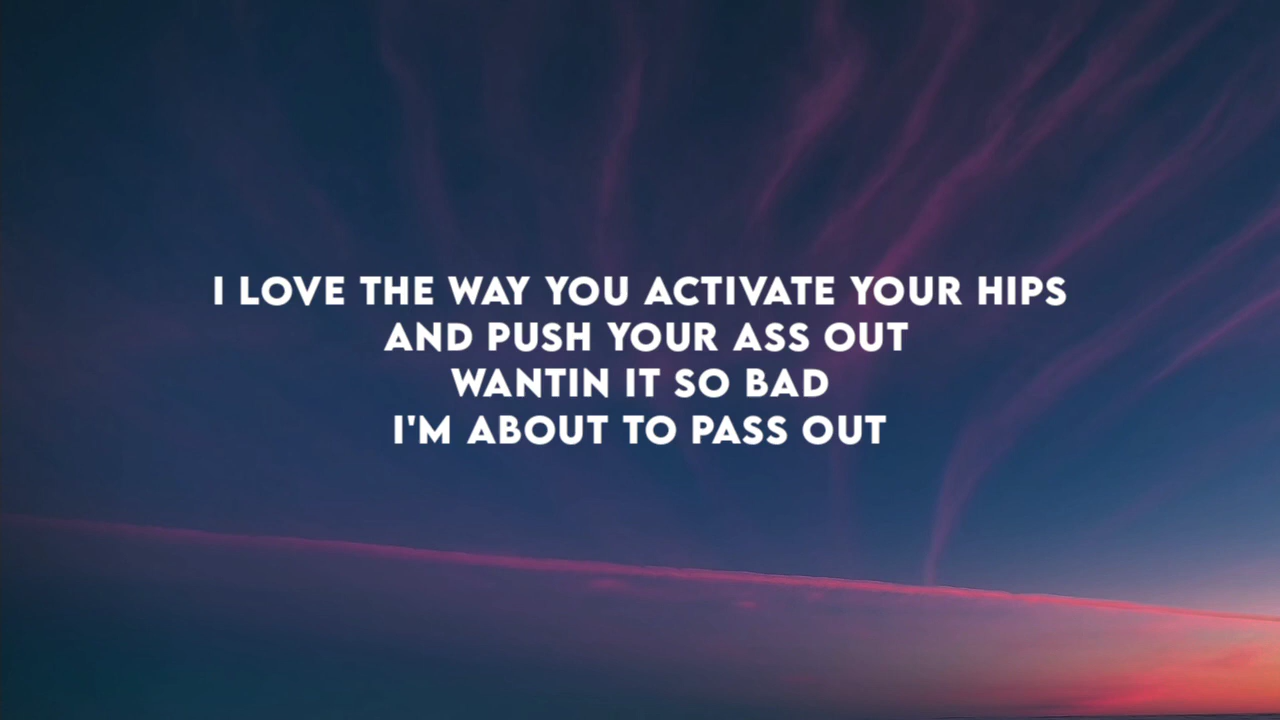 I LOVE THE WAY YOU ACTIVATE YOUR HIPS
AND PUSH YOUR ASS OUT
WANTIN IT SO BAD
I'M ABOUT TO PASS OUT